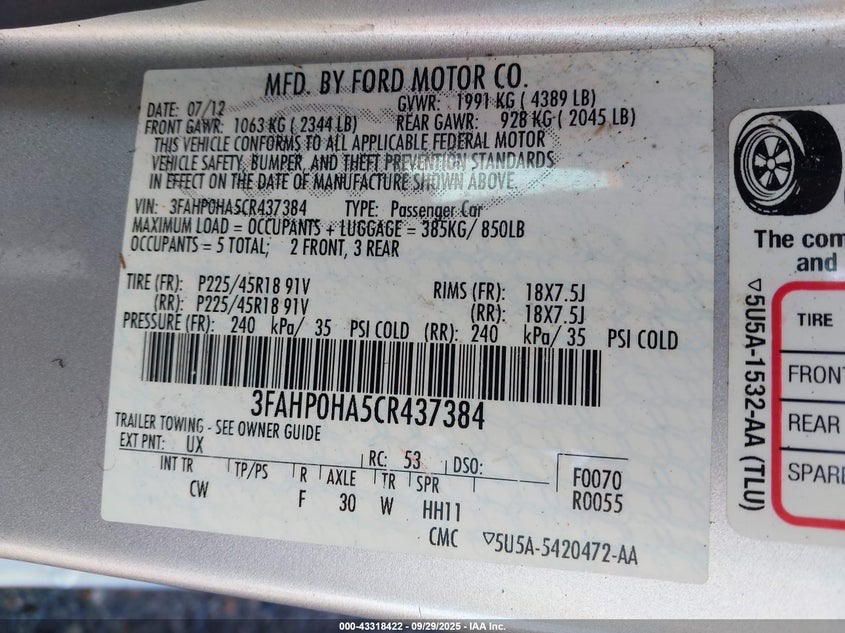 MFD. BY FORD MOTOR CO.
DATE: 07/12 GVWR: 1991 KG ( 4389 LB)
FRONT GAWR: 1063 KG ( 2344 LB) REAR GAWR: 928 KG ( 2045 LB)
THIS VEHICLE CONFORMS TO ALL APPLICABLE FEDERAL MOTOR
VEHICLE SAFETY, BUMPER, AND THEFT PREVENTION STANDARDS
IN EFFECT ON THE DATE OF MANUFACTURE SHOWN ABOVE.
VIN: 3FAHP0HA5CR437384 TYPE: Passenger Car
MAXIMUM LOAD = OCCUPANTS + LUGGAGE = 385KG/ 850LB
OCCUPANTS = 5 TOTAL; 2 FRONT, 3 REAR
TIRE (FR): P225/45R18 91V RIMS (FR): 18X7.5J
(RR): P225/45R18 91V (RR): 18X7.5J
PRESSURE (FR): 240 kPa/ 35 PSI COLD (RR): 240 kPa/ 35 PSI COLD
3FAHP0HA5CR437384
TRAILER TOWING - SEE OWNER GUIDE
EXT PNT: UX RC: 53 DSO:
INT TR TP/PS R AXLE TR SPR F0070
CW F 30 W HH11 R0055
CMC ▽5U5A-5420472-AA
The com
and
▽5U5A-1532-AA (TLU)
TIRE
FRONT
REAR
SPARE
000-43318422 - 09/29/2025 - IAA Inc.